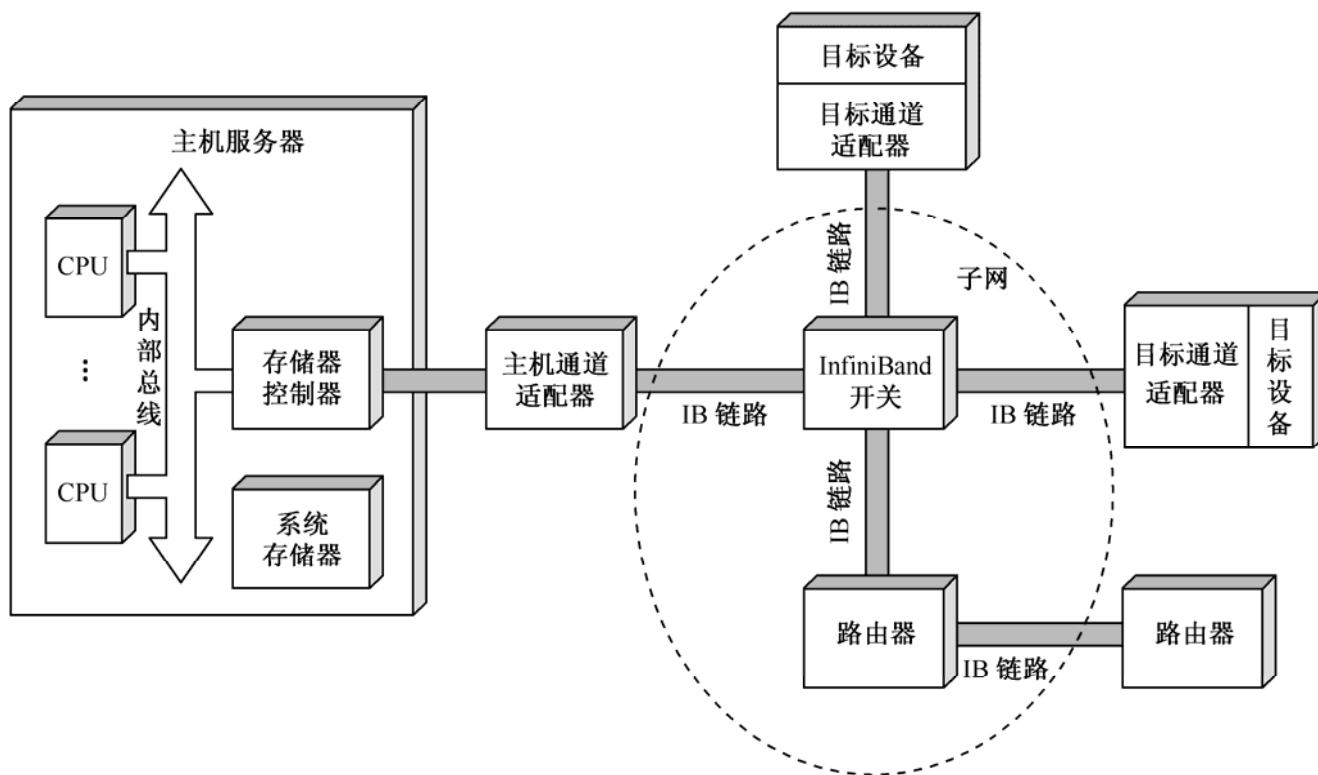 目标设备
目标通道
适配器
主机服务器
CPU
内部总线
⋮
CPU
存储器
控制器
系统
存储器
主机通道
适配器
IB 链路
IB 链路
子网
InfiniBand
开关
IB 链路
目标通道
适配器
目标设备
IB 链路
路由器
IB 链路
路由器